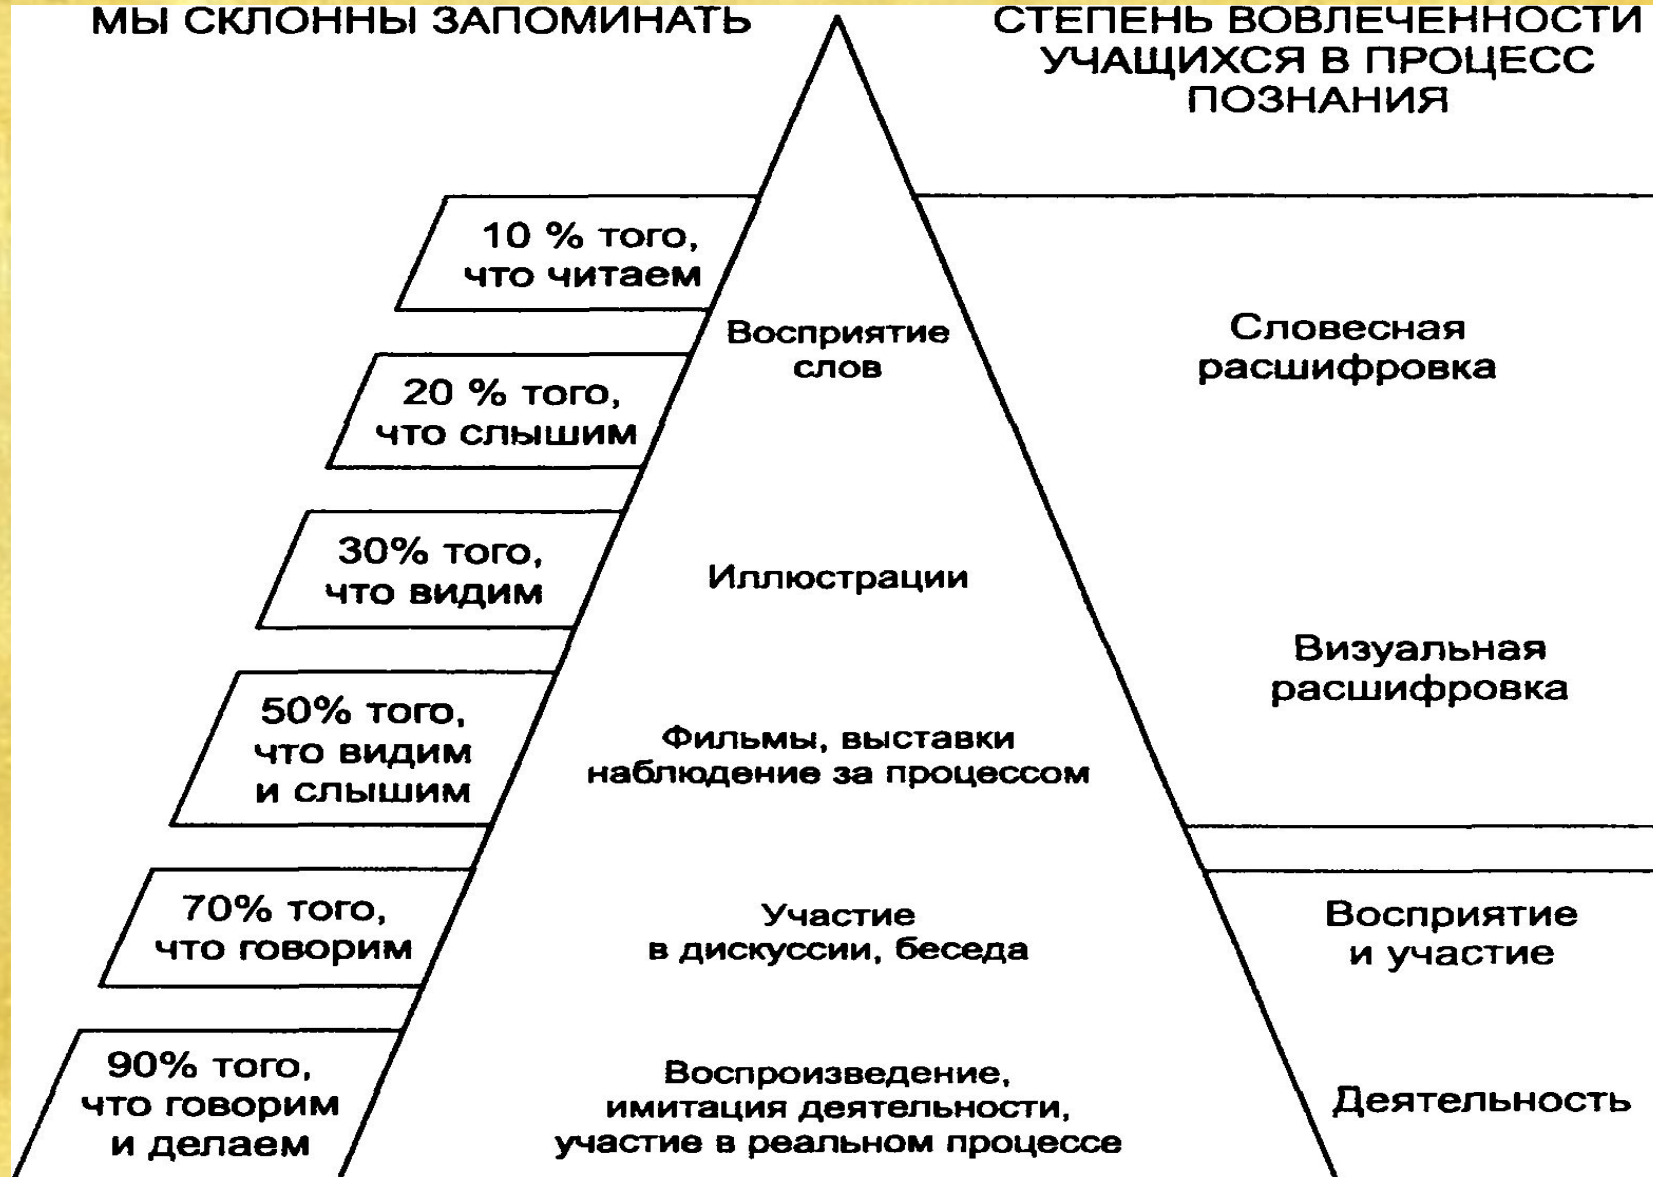 МЫ СКЛОННЫ ЗАПОМИНАТЬ
СТЕПЕНЬ ВОВЛЕЧЕННОСТИ
УЧАЩИХСЯ В ПРОЦЕСС
ПОЗНАНИЯ
10 % того,
что читаем
20 % того,
что слышим
30% того,
что видим
50% того,
что видим
и слышим
70% того,
что говорим
90% того,
что говорим
и делаем
Восприятие
слов
Иллюстрации
Фильмы, выставки
наблюдение за процессом
Участие
в дискуссии, беседа
Воспроизведение,
имитация деятельности,
участие в реальном процессе
Словесная
расшифровка
Визуальная
расшифровка
Восприятие
и участие
Деятельность